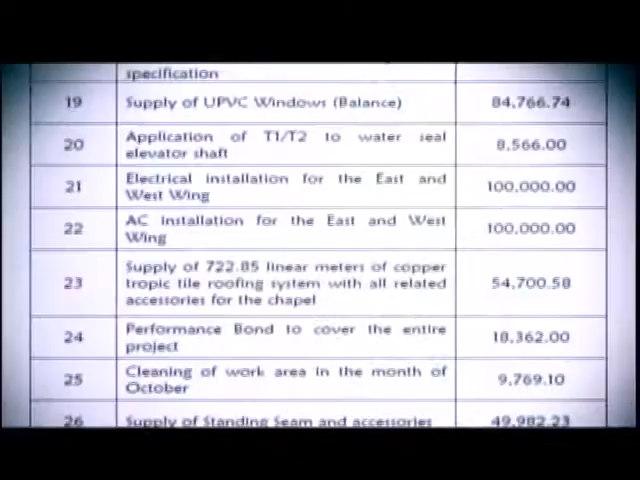 specification
19 Supply of UPVC Windows (Balance) 84,766.74
20 Application of T1/T2 to water seal 8,566.00
elevator shaft
21 Electrical installation for the East and 100,000.00
West Wing
22 AC Installation for the East and West 100,000.00
Wing
23 Supply of 722.85 linear meters of copper 54,700.58
tropic tile roofing system with all related
accessories for the chapel
24 Performance Bond to cover the entire 18,362.00
project
25 Cleaning of work area in the month of 9,769.10
October
26 Supply of Standing Seam and accessories 49,982.23